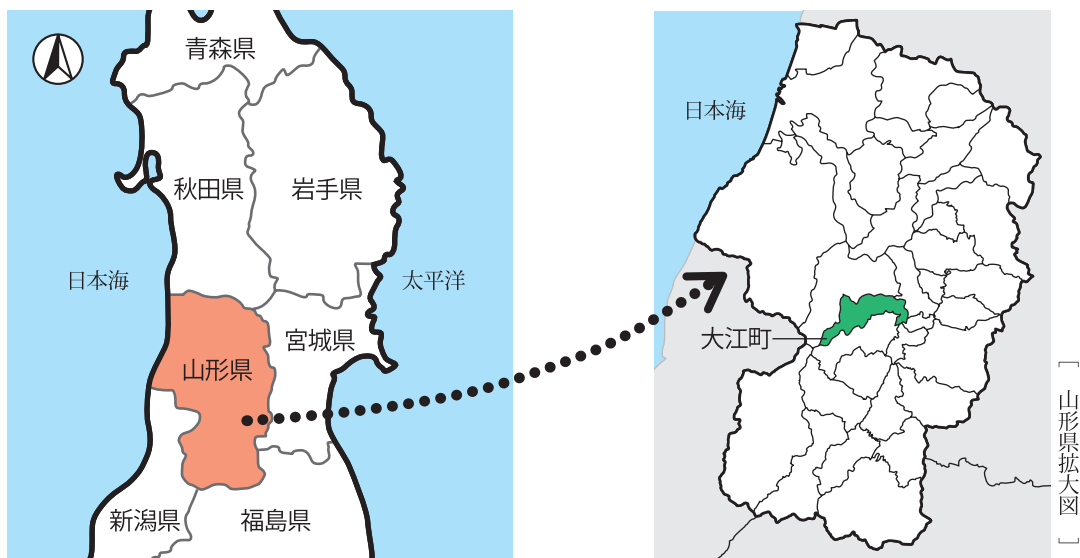 青森県
秋田県
岩手県
日本海
太平洋
宮城県
山形県
新潟県
福島県
日本海
大江町
［ 山形県拡大図 ］